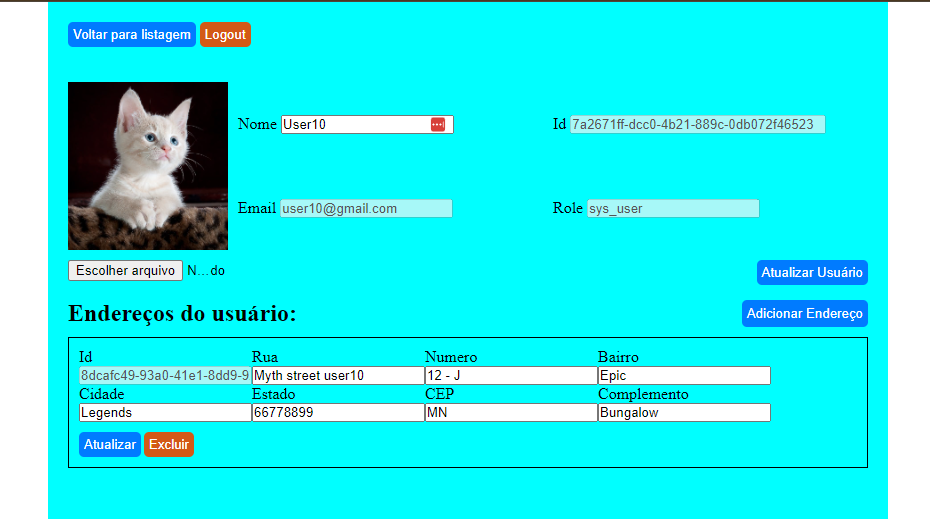 Voltar para listagem Logout
Nome User10 Id 7a2671ff-dcc0-4b21-889c-0db072f46523
Email user10@gmail.com Role sys_user
Escolher arquivo N...do Atualizar Usuário
Endereços do usuário: Adicionar Endereço
Id Rua Numero Bairro
8dcafc49-93a0-41e1-8dd9-9 Myth street user10 12 - J Epic
Cidade Estado CEP Complemento
Legends 66778899 MN Bungalow
Atualizar Excluir